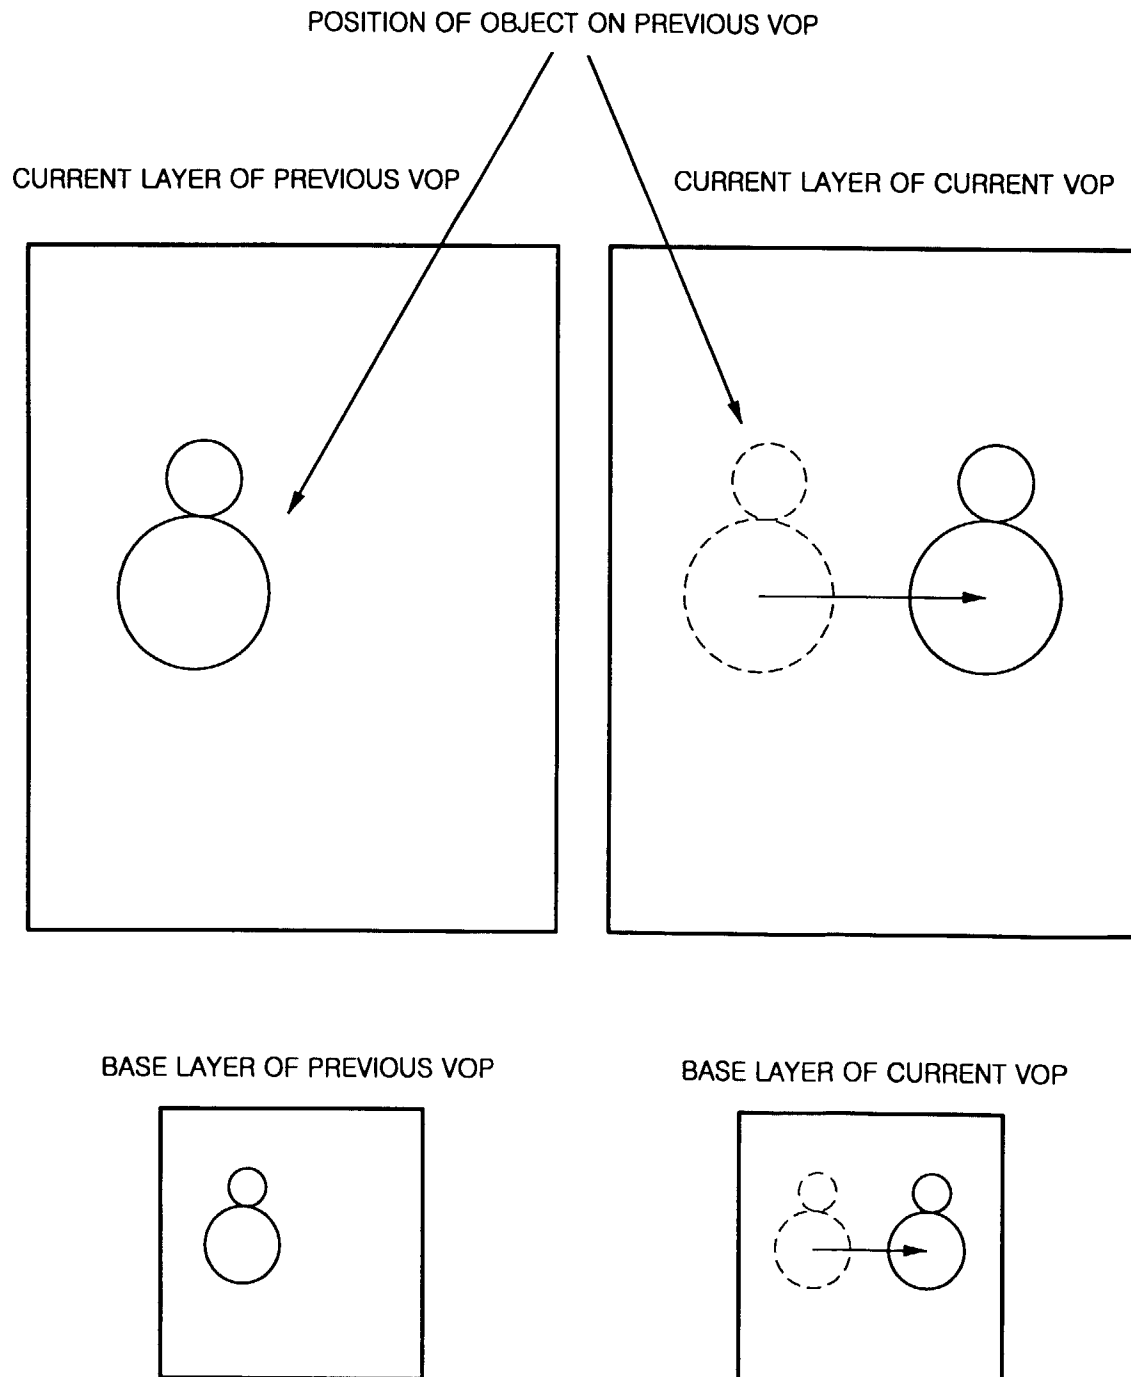 POSITION OF OBJECT ON PREVIOUS VOP
CURRENT LAYER OF PREVIOUS VOP
CURRENT LAYER OF CURRENT VOP
BASE LAYER OF PREVIOUS VOP
BASE LAYER OF CURRENT VOP